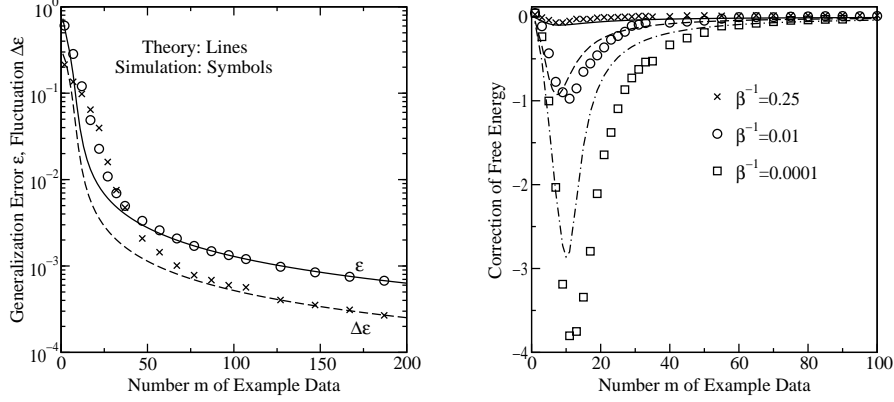 Generalization Error ε, Fluctuation Δε
10⁰
10⁻¹
10⁻²
10⁻³
10⁻⁴
Theory: Lines
Simulation: Symbols
ε
Δε
0 50 100 150 200
Number m of Example Data
Correction of Free Energy
0
−1
−2
−3
−4
β⁻¹=0.25
β⁻¹=0.01
β⁻¹=0.0001
0 20 40 60 80 100
Number m of Example Data